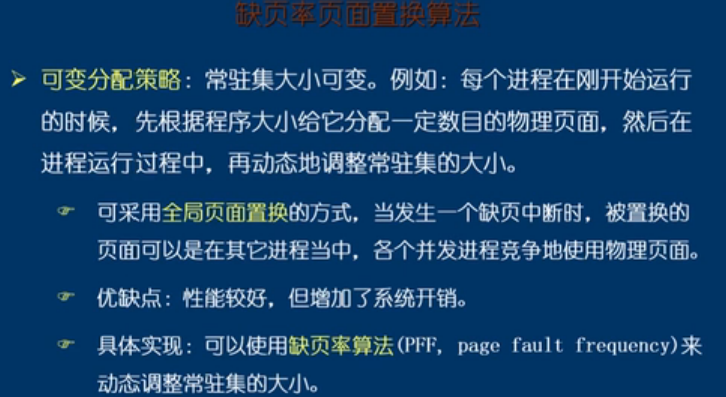 缺页率页面置换算法
➢ 可变分配策略：常驻集大小可变。例如：每个进程在刚开始运行
的时候，先根据程序大小给它分配一定数目的物理页面，然后在
进程运行过程中，再动态地调整常驻集的大小。
☞ 可采用全局页面置换的方式，当发生一个缺页中断时，被置换的
页面可以是在其它进程当中，各个并发进程竞争地使用物理页面。
☞ 优缺点：性能较好，但增加了系统开销。
☞ 具体实现：可以使用缺页率算法(PFF, page fault frequency)来
动态调整常驻集的大小。